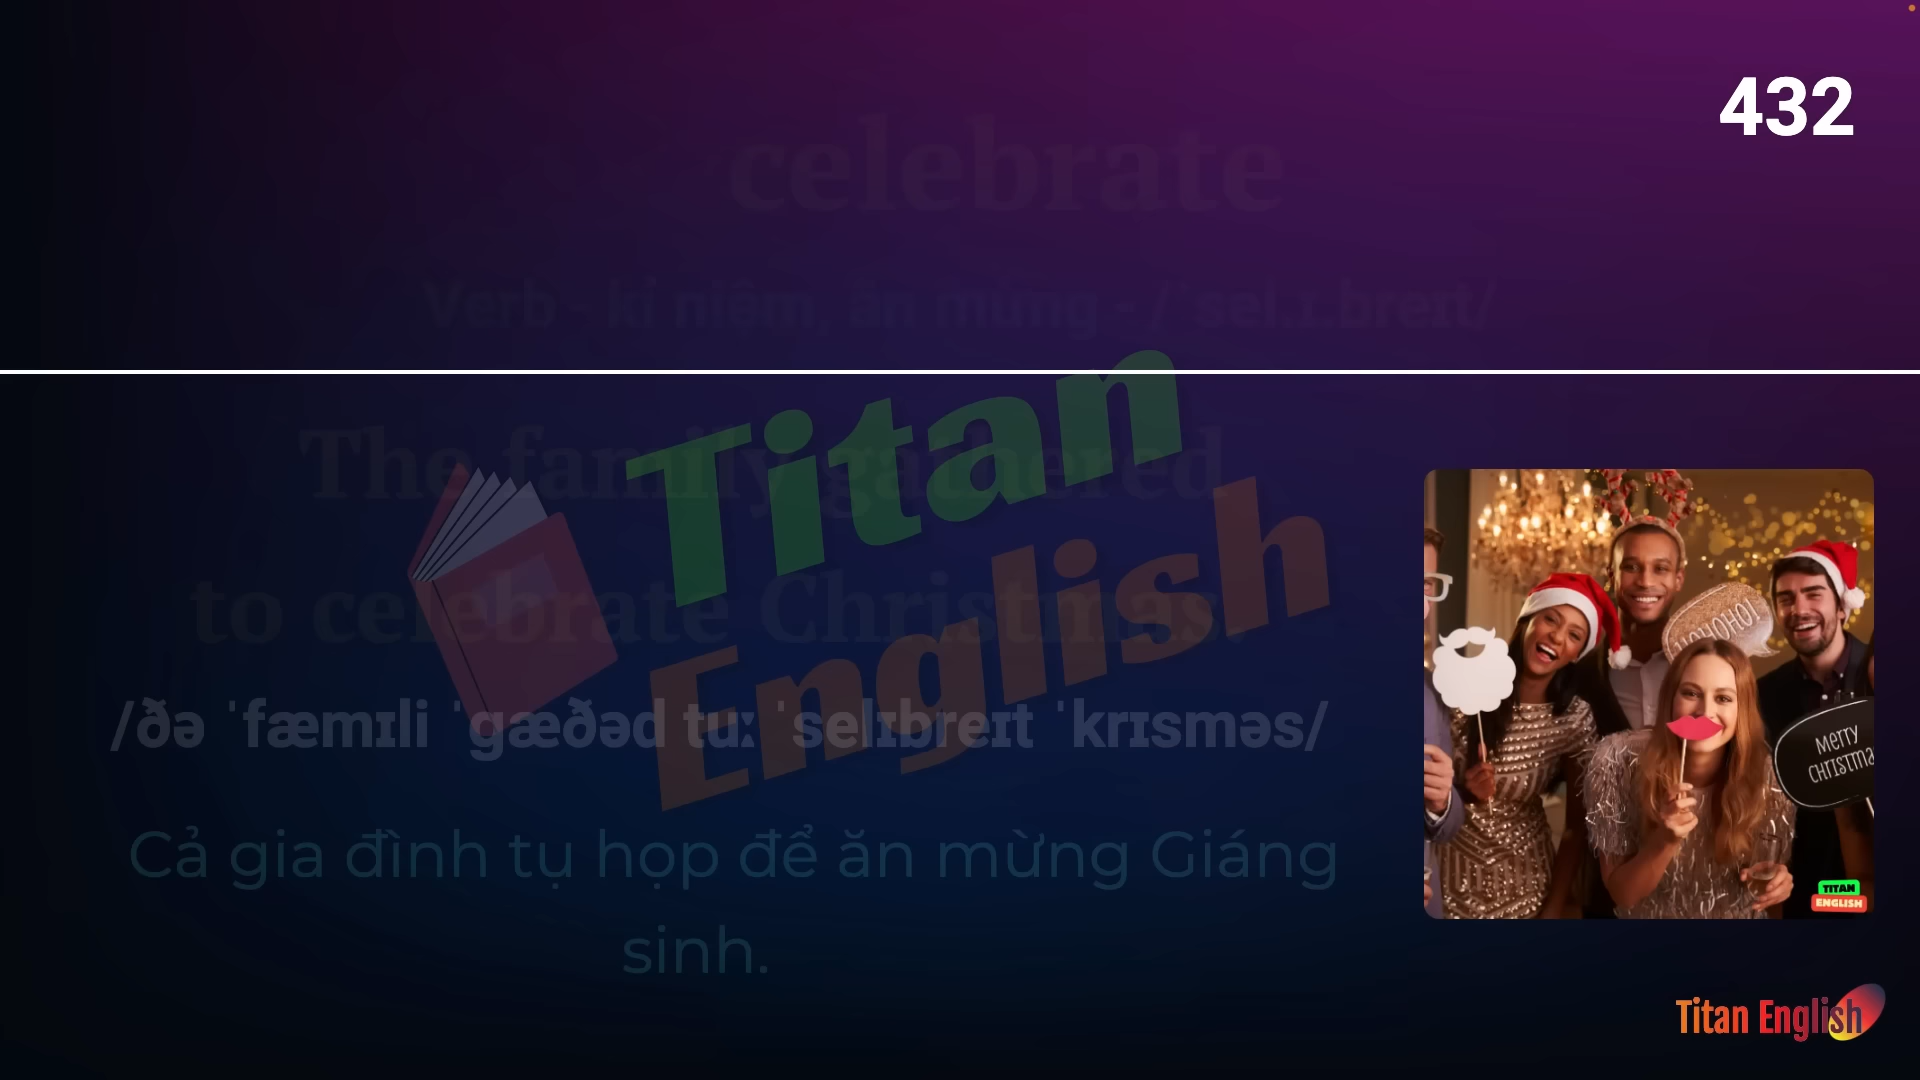 432
celebrate
Verb - kỉ niệm, ăn mừng - /ˈsel.ɪ.breɪt/
Titan
English
The family gathered
to celebrate Christmas.
/ðə ˈfæmɪli ˈgæðəd tuː ˈselɪbreɪt ˈkrɪsməs/
Cả gia đình tụ họp để ăn mừng Giáng
sinh.
HOHOHO!
Merry
CHRISTMA
TITAN
ENGLISH
Titan English